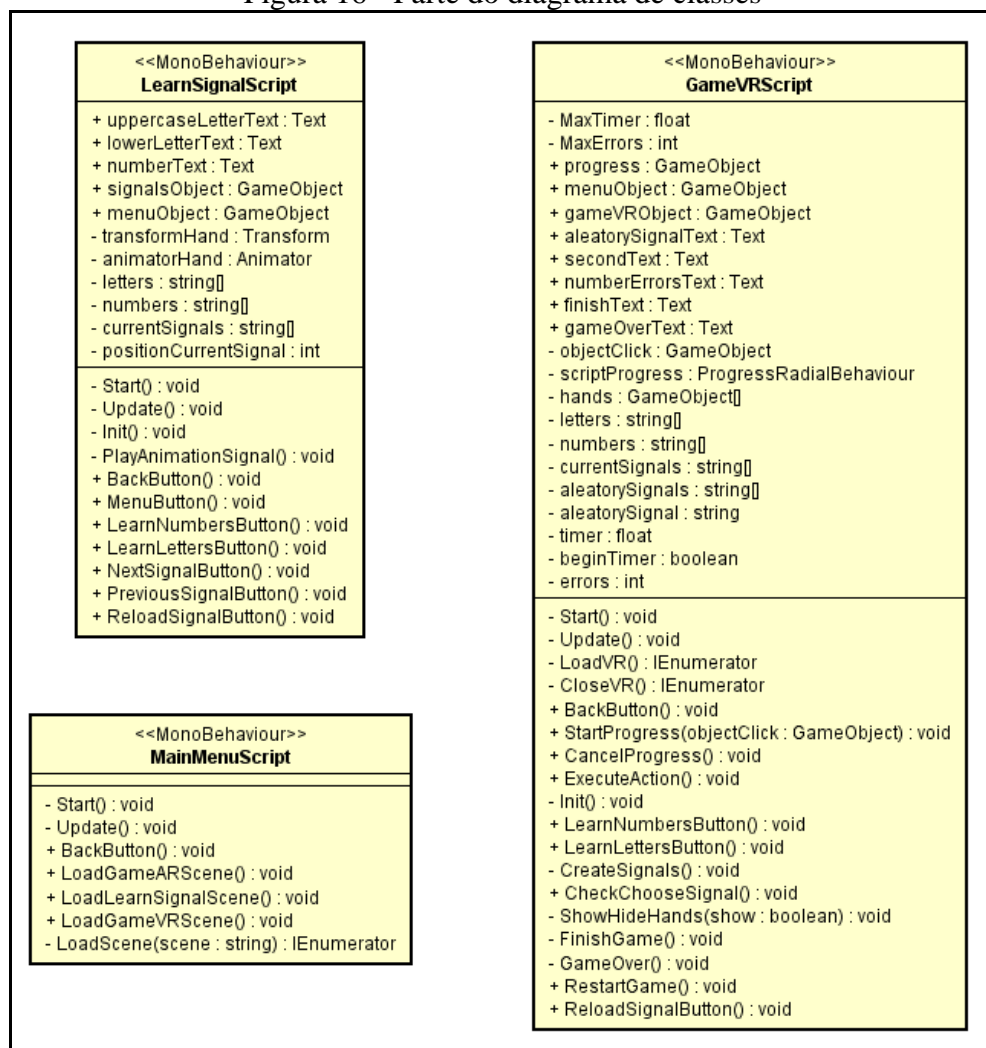 Figura 18 - Parte do diagrama de classes
<<MonoBehaviour>>
LearnSignalScript
+ uppercaseLetterText : Text
+ lowerLetterText : Text
+ numberText : Text
+ signalsObject : GameObject
+ menuObject : GameObject
- transformHand : Transform
- animatorHand : Animator
- letters : string[]
- numbers : string[]
- currentSignals : string[]
- positionCurrentSignal : int
- Start() : void
- Update() : void
- Init() : void
- PlayAnimationSignal() : void
+ BackButton() : void
+ MenuButton() : void
+ LearnNumbersButton() : void
+ LearnLettersButton() : void
+ NextSignalButton() : void
+ PreviousSignalButton() : void
+ ReloadSignalButton() : void
<<MonoBehaviour>>
MainMenuScript
- Start() : void
- Update() : void
+ BackButton() : void
+ LoadGameARScene() : void
+ LoadLearnSignalScene() : void
+ LoadGameVRScene() : void
- LoadScene(scene : string) : IEnumerator
<<MonoBehaviour>>
GameVRScript
- MaxTimer : float
- MaxErrors : int
+ progress : GameObject
+ menuObject : GameObject
+ gameVRObject : GameObject
+ aleatorySignalText : Text
+ secondText : Text
+ numberErrorsText : Text
+ finishText : Text
+ gameOverText : Text
- objectClick : GameObject
- scriptProgress : ProgressRadialBehaviour
- hands : GameObject[]
- letters : string[]
- numbers : string[]
- currentSignals : string[]
- aleatorySignals : string[]
- aleatorySignal : string
- timer : float
- beginTimer : boolean
- errors : int
- Start() : void
- Update() : void
- LoadVR() : IEnumerator
- CloseVR() : IEnumerator
+ BackButton() : void
+ StartProgress(objectClick : GameObject) : void
+ CancelProgress() : void
+ ExecuteAction() : void
- Init() : void
+ LearnNumbersButton() : void
+ LearnLettersButton() : void
- CreateSignals() : void
+ CheckChooseSignal() : void
- ShowHideHands(show : boolean) : void
- FinishGame() : void
- GameOver() : void
+ RestartGame() : void
+ ReloadSignalButton() : void